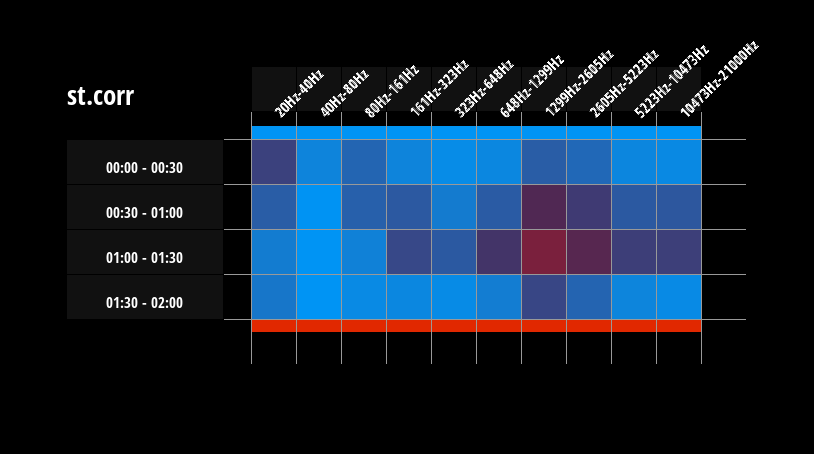 st.corr
20Hz-40Hz
40Hz-80Hz
80Hz-161Hz
161Hz-323Hz
323Hz-648Hz
648Hz-1299Hz
1299Hz-2605Hz
2605Hz-5223Hz
5223Hz-10473Hz
10473Hz-21000Hz
00:00 - 00:30
00:30 - 01:00
01:00 - 01:30
01:30 - 02:00